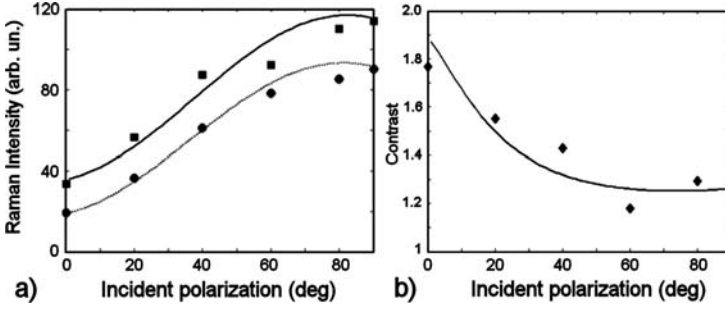 120
80
40
0
Raman Intensity (arb. un.)
0 20 40 60 80
Incident polarization (deg)
a)
2.0
1.8
1.6
1.4
1.2
1
Contrast
0 20 40 60 80
Incident polarization (deg)
b)